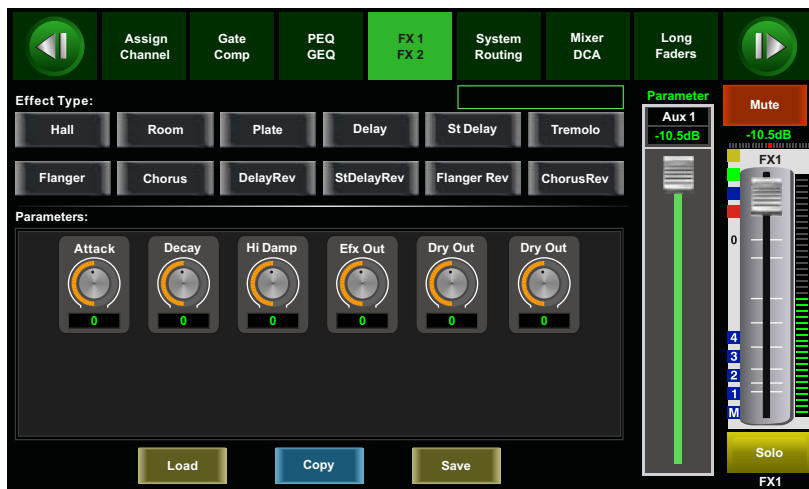 Assign Channel
Gate Comp
PEQ GEQ
FX 1 FX 2
System Routing
Mixer DCA
Long Faders
Effect Type:
Hall
Room
Plate
Delay
St Delay
Tremolo
Flanger
Chorus
DelayRev
StDelayRev
Flanger Rev
ChorusRev
Parameters:
Attack
Decay
Hi Damp
Efx Out
Dry Out
Dry Out
0
0
0
0
0
0
Load
Copy
Save
Parameter
Aux 1
-10.5dB
Mute
-10.5dB
FX1
0
4
3
2
1
M
Solo
FX1